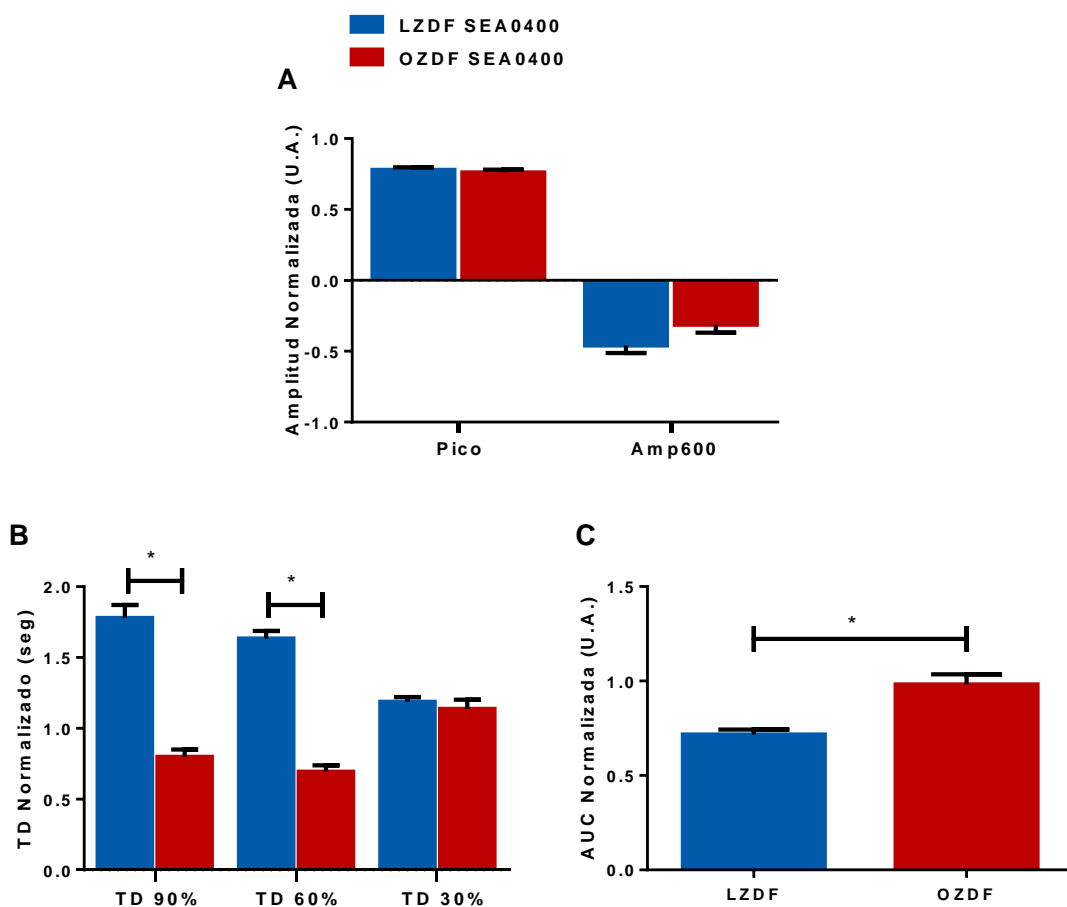 LZDF SEA0400
OZDF SEA0400
A
Amplitud Normalizada (U.A.)
1.0
0.5
0.0
-0.5
-1.0
Pico
Amp600
B
TD Normalizado (seg)
2.0
1.5
1.0
0.5
0.0
*
*
TD 90%
TD 60%
TD 30%
C
AUC Normalizada (U.A.)
1.5
1.0
0.5
0.0
*
LZDF
OZDF